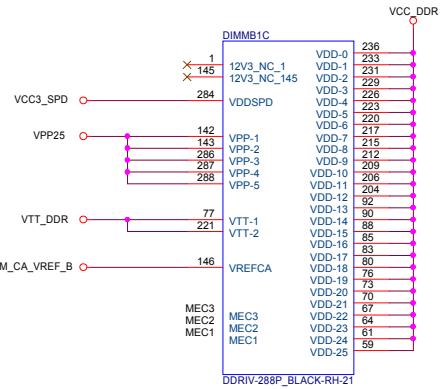 VCC_DDR
DIMMB1C
1 12V3_NC_1
145 12V3_NC_145
VCC3_SPD 284 VDDSPD
VPP25 142 VPP-1
143 VPP-2
286 VPP-3
287 VPP-4
288 VPP-5
VTT_DDR 77 VTT-1
221 VTT-2
M_CA_VREF_B 146 VREFCA
MEC3 MEC3
MEC2 MEC2
MEC1 MEC1
VDD-0 236
VDD-1 233
VDD-2 231
VDD-3 229
VDD-4 226
VDD-5 223
VDD-6 220
VDD-7 217
VDD-8 215
VDD-9 212
VDD-10 209
VDD-11 206
VDD-12 204
VDD-13 92
VDD-14 90
VDD-15 88
VDD-16 85
VDD-17 83
VDD-18 80
VDD-19 76
VDD-20 73
VDD-21 70
VDD-22 67
VDD-23 64
VDD-24 61
VDD-25 59
DDRIV-288P_BLACK-RH-21